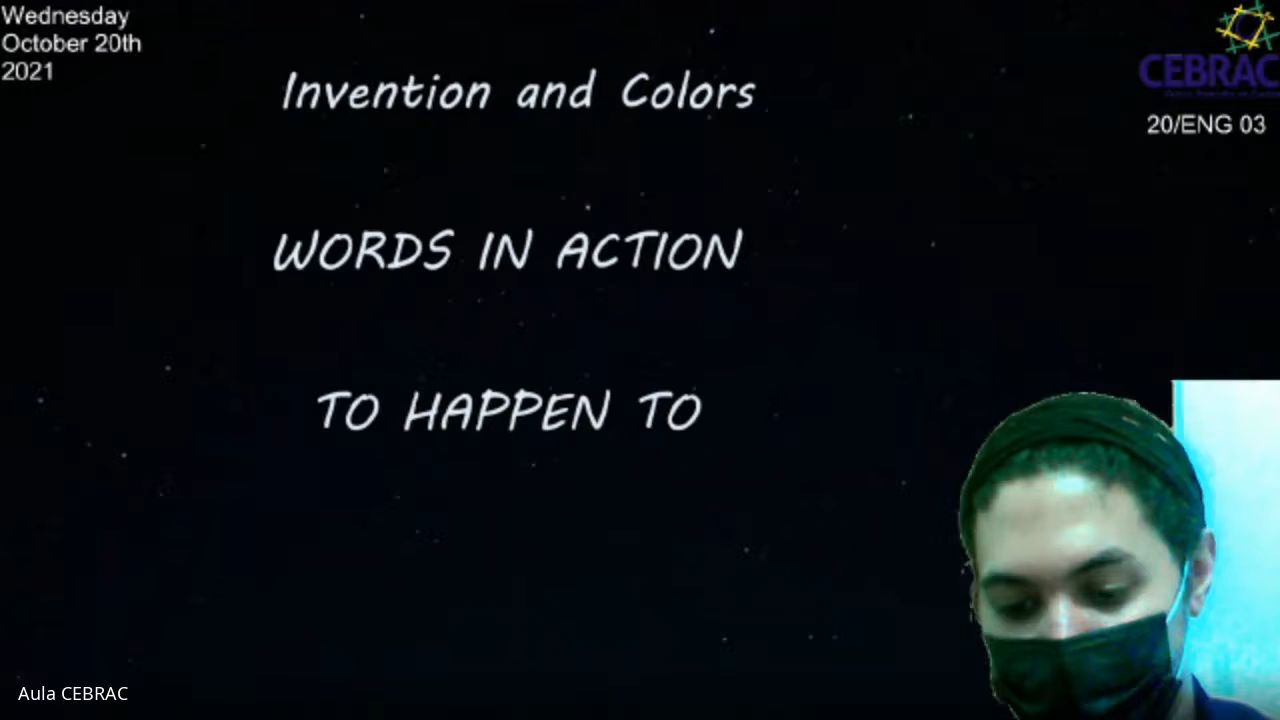 Wednesday
October 20th
2021
Invention and Colors
CEBRAC
20/ENG 03
WORDS IN ACTION
TO HAPPEN TO
Aula CEBRAC